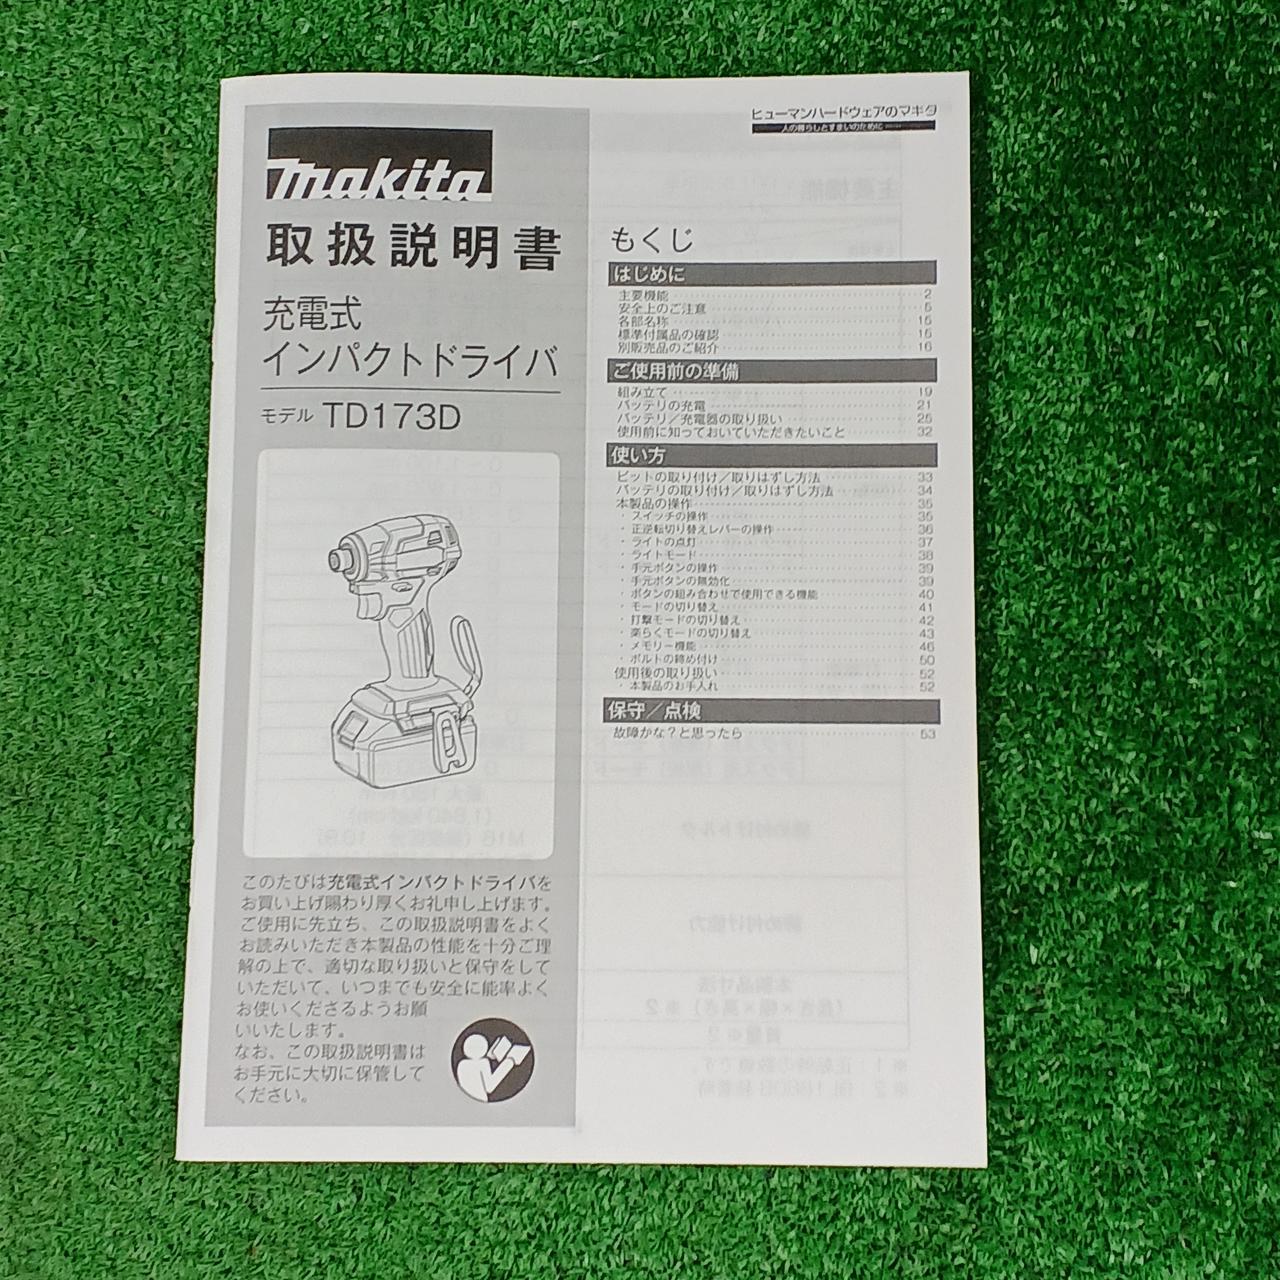 makita
取扱説明書
充電式
インパクトドライバ
モデル TD173D
このたびは充電式インパクトドライバを
お買い上げ賜わり厚くお礼申し上げます。
ご使用に先立ち、この取扱説明書をよく
お読みいただき本製品の性能を十分ご理
解の上で、適切な取り扱いと保守をして
いただいて、いつまでも安全に能率よく
お使いくださるようお願
いいたします。
なお、この取扱説明書は
お手元に大切に保管して
ください。
ヒューマンハードウェアのマキタ
人の暮らしとすまいのために
もくじ
はじめに
主要機能 2
安全上のご注意 5
各部名称 15
標準付属品の確認 15
別販売品のご紹介 16
ご使用前の準備
組み立て 19
バッテリの充電 21
バッテリ／充電器の取り扱い 25
使用前に知っておいていただきたいこと 32
使い方
ビットの取り付け／取りはずし方法 33
バッテリの取り付け／取りはずし方法 34
本製品の操作 35
・スイッチの操作 35
・正逆転切り替えレバーの操作 36
・ライトの点灯 37
・ライトモード 38
・手元ボタンの操作 39
・手元ボタンの無効化 39
・ボタンの組み合わせで使用できる機能 40
・モードの切り替え 41
・打撃モードの切り替え 42
・楽らくモードの切り替え 43
・メモリー機能 46
・ボルトの締め付け 50
使用後の取り扱い 52
・本製品のお手入れ 52
保守／点検
故障かな？と思ったら 53